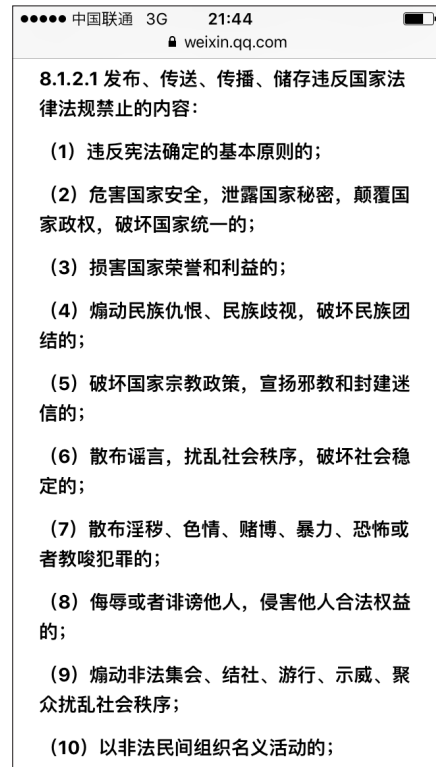 中国联通 3G 21:44
weixin.qq.com
8.1.2.1 发布、传送、传播、储存违反国家法
律法规禁止的内容：
（1）违反宪法确定的基本原则的；
（2）危害国家安全，泄露国家秘密，颠覆国
家政权，破坏国家统一的；
（3）损害国家荣誉和利益的；
（4）煽动民族仇恨、民族歧视，破坏民族团
结的；
（5）破坏国家宗教政策，宣扬邪教和封建迷
信的；
（6）散布谣言，扰乱社会秩序，破坏社会稳
定的；
（7）散布淫秽、色情、赌博、暴力、恐怖或
者教唆犯罪的；
（8）侮辱或者诽谤他人，侵害他人合法权益
的；
（9）煽动非法集会、结社、游行、示威、聚
众扰乱社会秩序；
（10）以非法民间组织名义活动的；